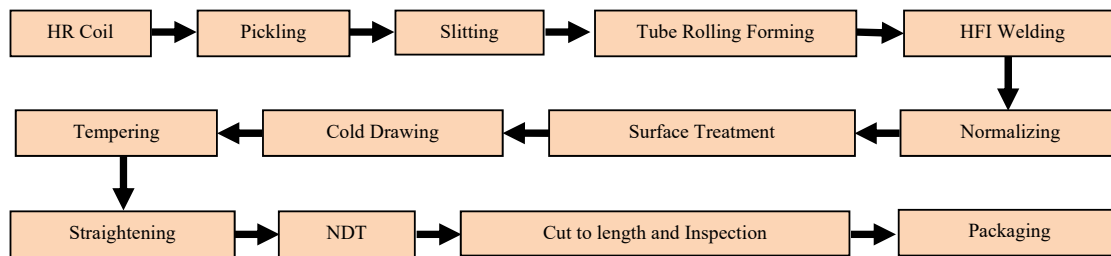 HR Coil
Pickling
Slitting
Tube Rolling Forming
HFI Welding
Normalizing
Surface Treatment
Cold Drawing
Tempering
Straightening
NDT
Cut to length and Inspection
Packaging